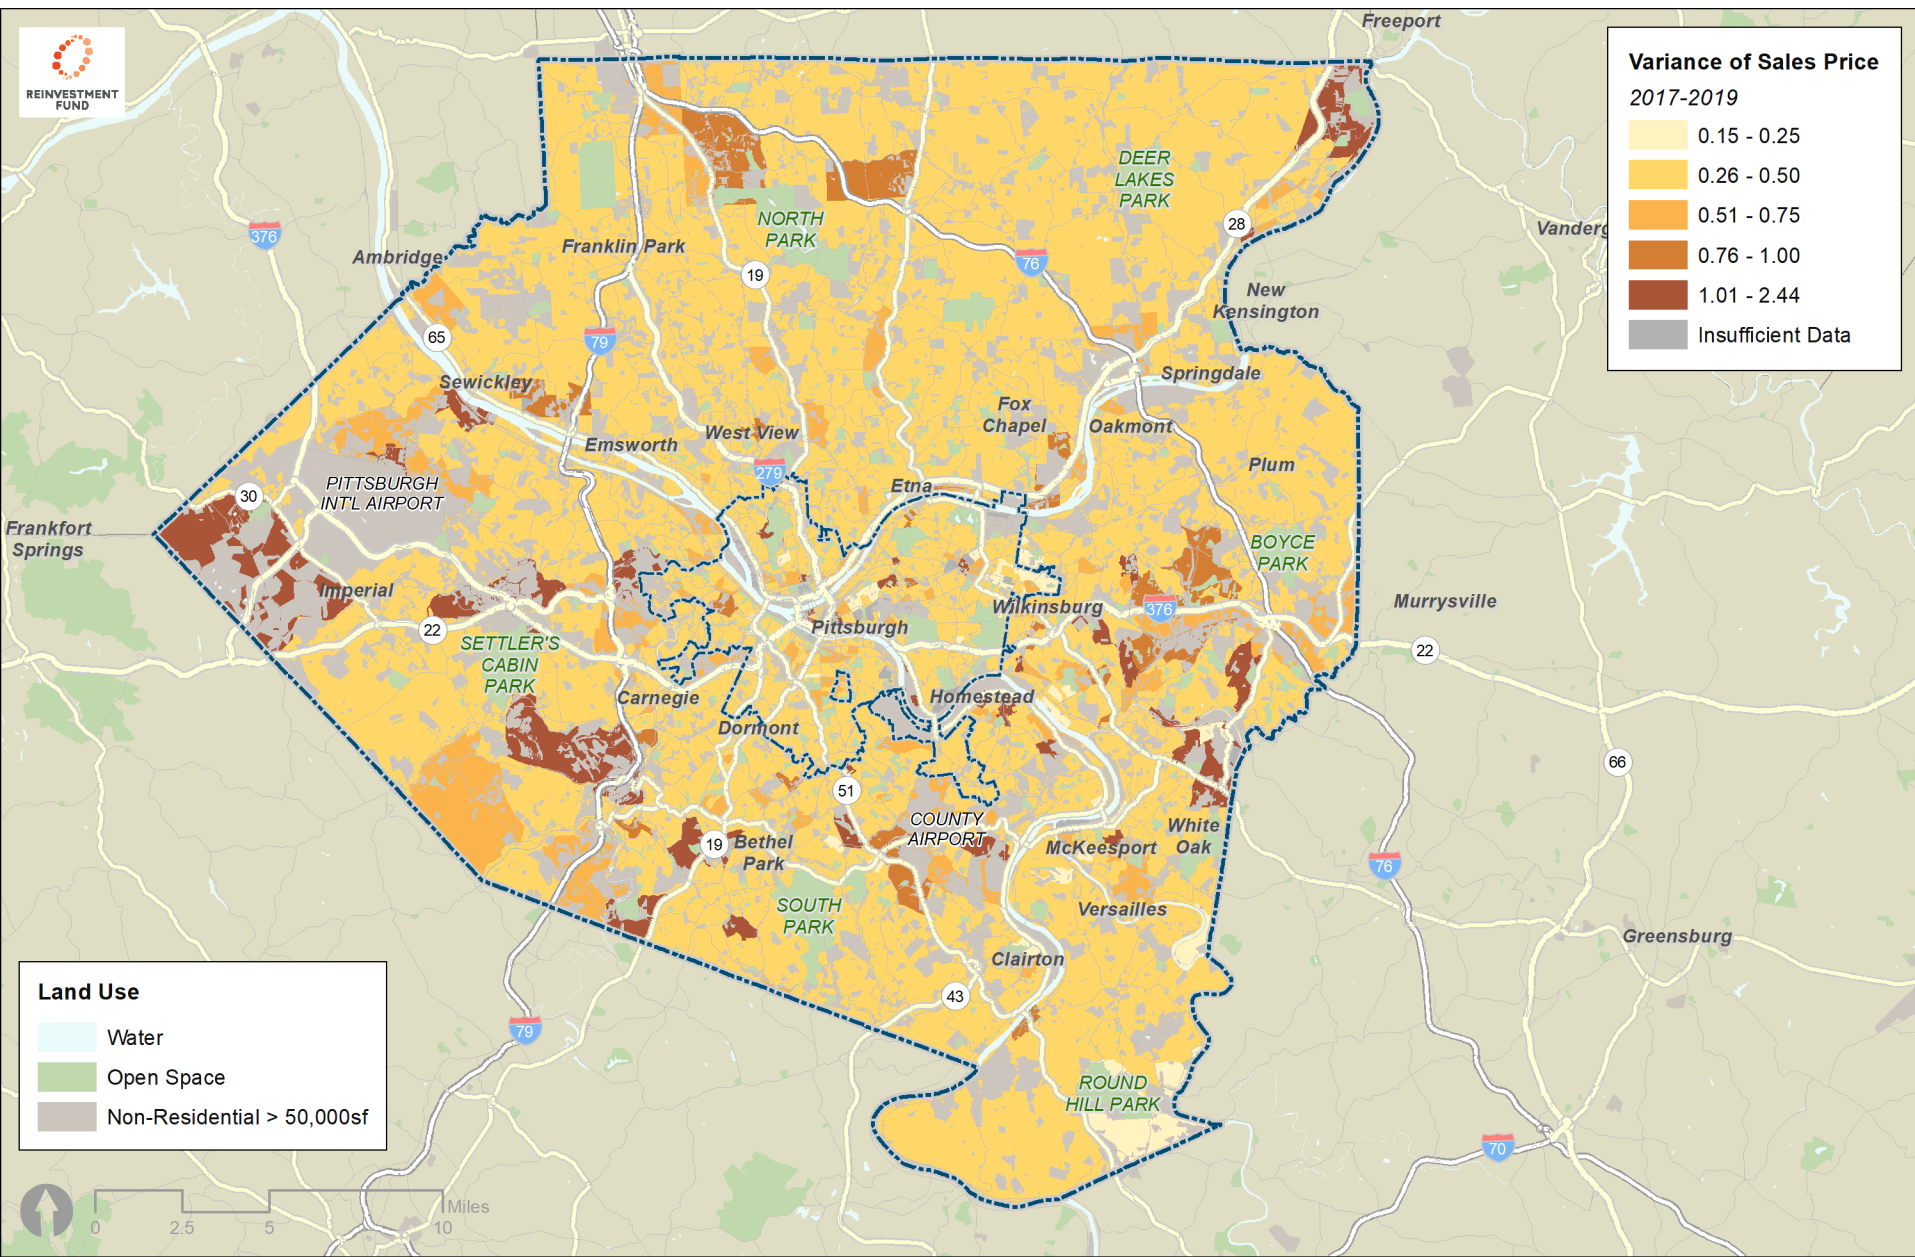 Freeport
REINVESTMENT
FUND
Variance of Sales Price
2017-2019
0.15 - 0.25
0.26 - 0.50
0.51 - 0.75
0.76 - 1.00
1.01 - 2.44
Insufficient Data
DEER
LAKES
PARK
NORTH
PARK
28
376
Vanderg
Franklin Park
Ambridge
76
19
New
Kensington
65
79
Springdale
Sewickley
Fox
Chapel
Oakmont
West View
Emsworth
Plum
279
PITTSBURGH
INT'L AIRPORT
Etna
30
Frankfort
Springs
BOYCE
PARK
Imperial
Wilkinsburg
376
Murrysville
22
Pittsburgh
SETTLER'S
CABIN
PARK
22
Carnegie
Homestead
Dormont
66
51
COUNTY
AIRPORT
White
Oak
19
Bethel
Park
McKeesport
76
SOUTH
PARK
Versailles
Greensburg
Clairton
43
Land Use
Water
Open Space
Non-Residential > 50,000sf
79
ROUND
HILL PARK
70
Miles
0
2.5
5
10